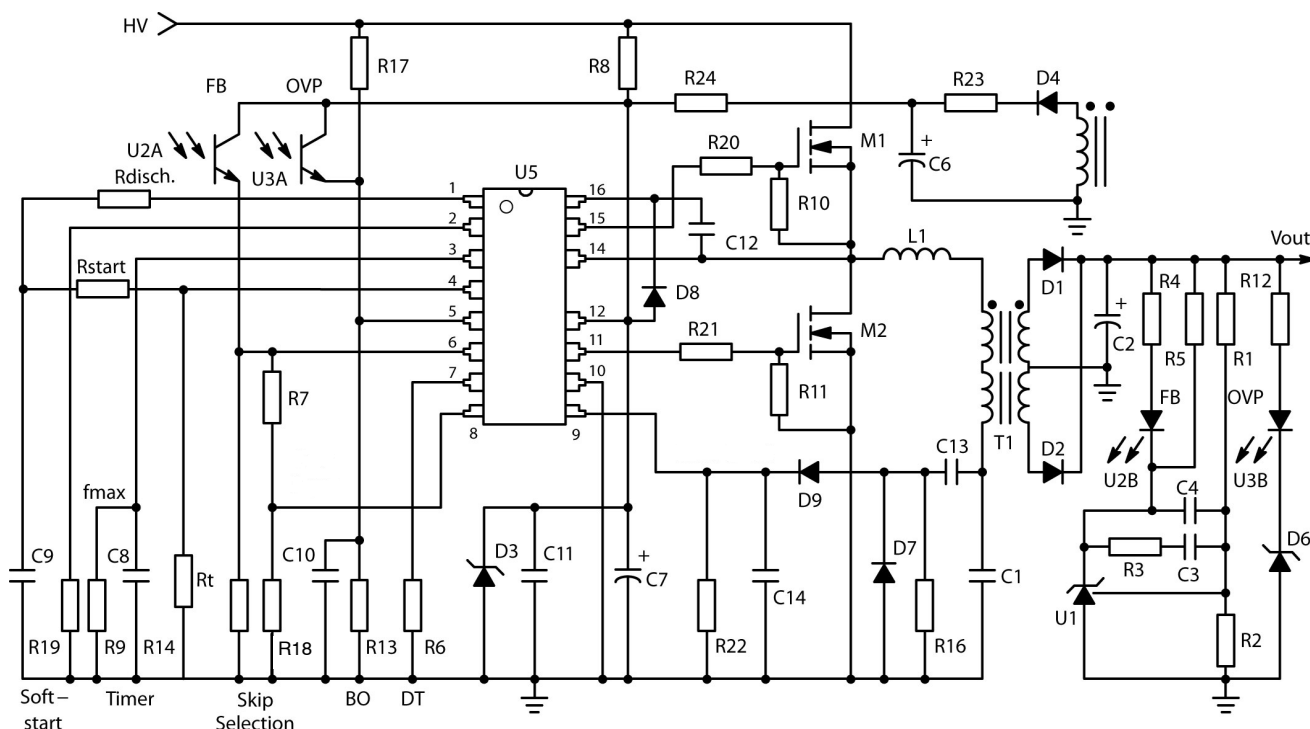 HV
R17
R8
FB
OVP
R24
R23
D4
U2A
U3A
R20
M1
C6
Rdisch.
U5
R10
1
16
2
15
C12
3
14
L1
Vout
Rstart
4
D8
D1
R4
R12
5
12
M2
C2
6
11
R21
R5
R1
7
10
R7
R11
FB
OVP
8
9
T1
C13
D2
U2B
U3B
D9
fmax
C4
C9
C8
C10
D3
C11
C7
D7
C1
R3
C3
D6
Rt
C14
U1
R19
R9
R14
R18
R13
R6
R22
R16
R2
Soft–
start
Timer
Skip
Selection
BO
DT
+
+
+